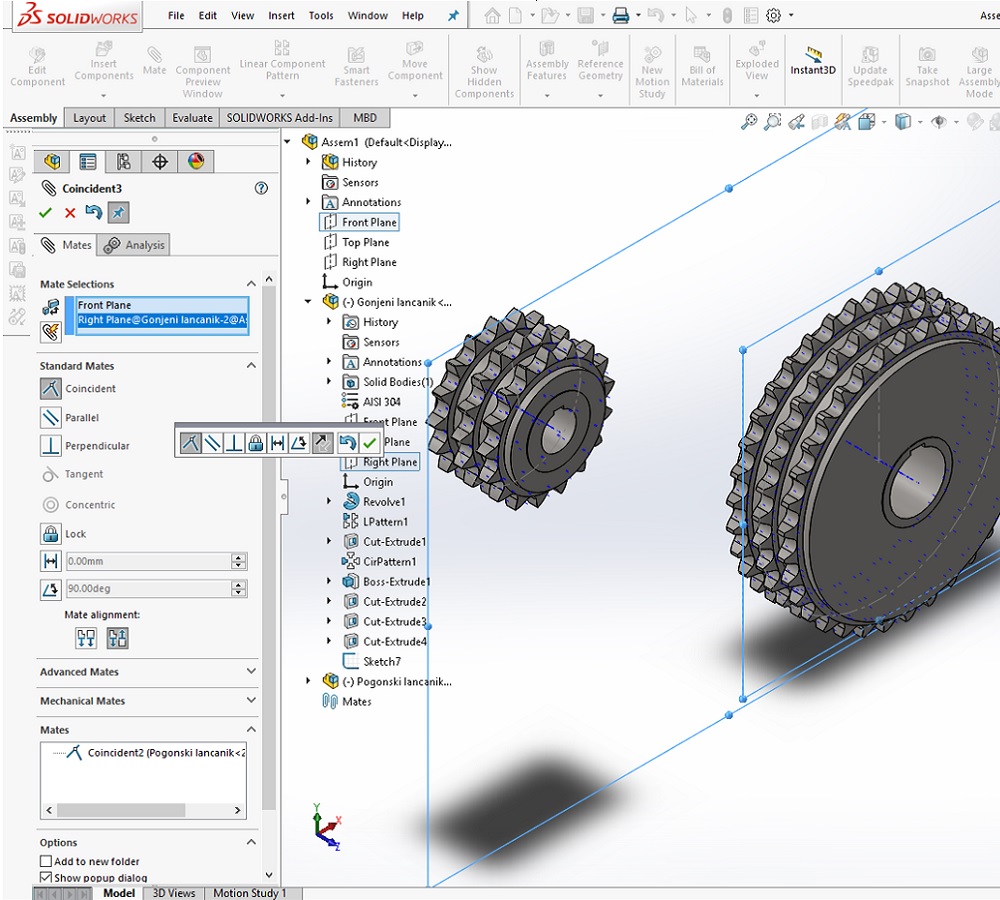 SOLIDWORKS
File Edit View Insert Tools Window Help
Asse
Edit Component
Insert Components
Mate
Component Preview Window
Linear Component Pattern
Smart Fasteners
Move Component
Show Hidden Components
Assembly Features
Reference Geometry
New Motion Study
Bill of Materials
Exploded View
Instant3D
Update Speedpak
Take Snapshot
Large Assembly Mode
Assembly Layout Sketch Evaluate SOLIDWORKS Add-Ins MBD
Coincident3
Mates Analysis
Mate Selections
Front Plane
Right Plane@Gonjeni lancanik-2@As
Standard Mates
Coincident
Parallel
Perpendicular
Tangent
Concentric
Lock
0.00mm
90.00deg
Mate alignment:
Advanced Mates
Mechanical Mates
Mates
Coincident2 (Pogonski lancanik<2
Options
Add to new folder
Show popup dialog
Assem1 (Default<Display...
History
Sensors
Annotations
Front Plane
Top Plane
Right Plane
Origin
(-) Gonjeni lancanik<...
History
Sensors
Annotations
Solid Bodies(1)
AISI 304
Front Plane
Plane
Right Plane
Origin
Revolve1
LPattern1
Cut-Extrude1
CirPattern1
Boss-Extrude1
Cut-Extrude2
Cut-Extrude3
Cut-Extrude4
Sketch7
(-) Pogonski lancanik...
Mates
Y
X
Z
Model 3D Views Motion Study 1